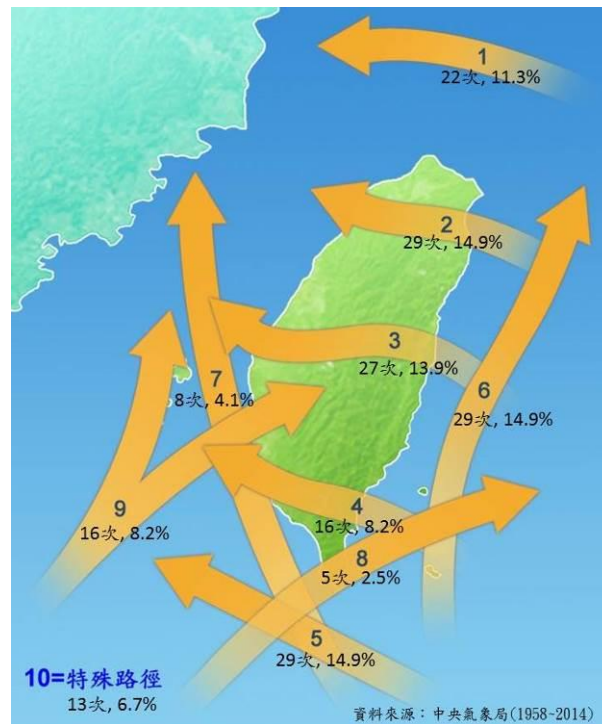 1
22次, 11.3%
2
29次, 14.9%
3
27次, 13.9%
7
8次, 4.1%
6
29次, 14.9%
9
16次, 8.2%
4
16次, 8.2%
8
5次, 2.5%
5
29次, 14.9%
10=特殊路徑
13次, 6.7%
資料來源：中央氣象局(1958~2014)